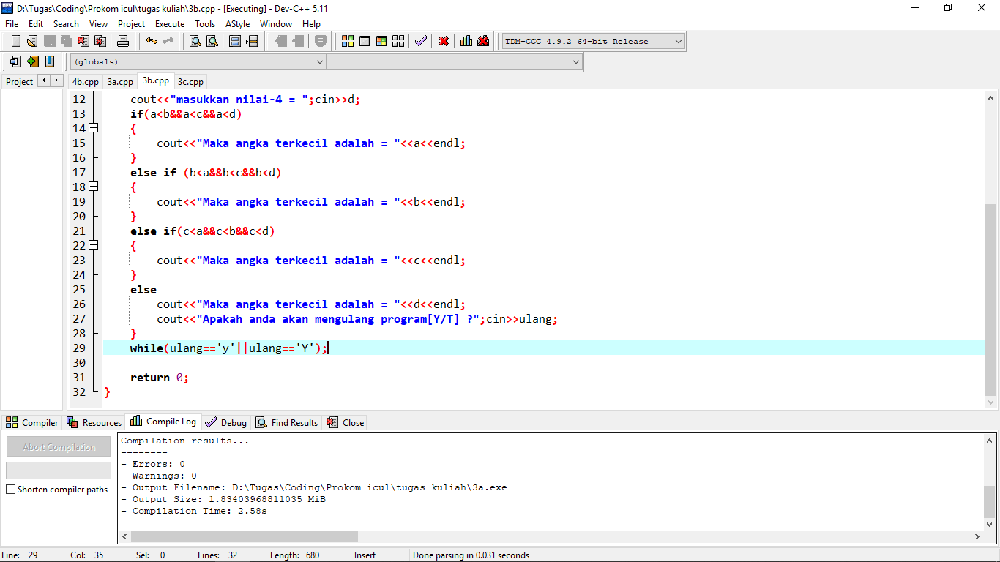 D:\Tugas\Coding\Prokom icul\tugas kuliah\3b.cpp - [Executing] - Dev-C++ 5.11
File Edit Search View Project Execute Tools AStyle Window Help
TDM-GCC 4.9.2 64-bit Release
(globals)
Project 4b.cpp 3a.cpp 3b.cpp 3c.cpp
12 cout<<"masukkan nilai-4 = ";cin>>d;
13 if(a<b&&a<c&&a<d)
14 {
15 cout<<"Maka angka terkecil adalah = "<<a<<endl;
16 }
17 else if (b<a&&b<c&&b<d)
18 {
19 cout<<"Maka angka terkecil adalah = "<<b<<endl;
20 }
21 else if(c<a&&c<b&&c<d)
22 {
23 cout<<"Maka angka terkecil adalah = "<<c<<endl;
24 }
25 else
26 cout<<"Maka angka terkecil adalah = "<<d<<endl;
27 cout<<"Apakah anda akan mengulang program[Y/T] ?";cin>>ulang;
28 }
29 while(ulang=='y'||ulang=='Y');
30
31 return 0;
32 }
Compiler Resources Compile Log Debug Find Results Close
Abort Compilation
Shorten compiler paths
Compilation results...
--------
- Errors: 0
- Warnings: 0
- Output Filename: D:\Tugas\Coding\Prokom icul\tugas kuliah\3a.exe
- Output Size: 1.83403968811035 MiB
- Compilation Time: 2.58s
Line: 29 Col: 35 Sel: 0 Lines: 32 Length: 680 Insert Done parsing in 0.031 seconds